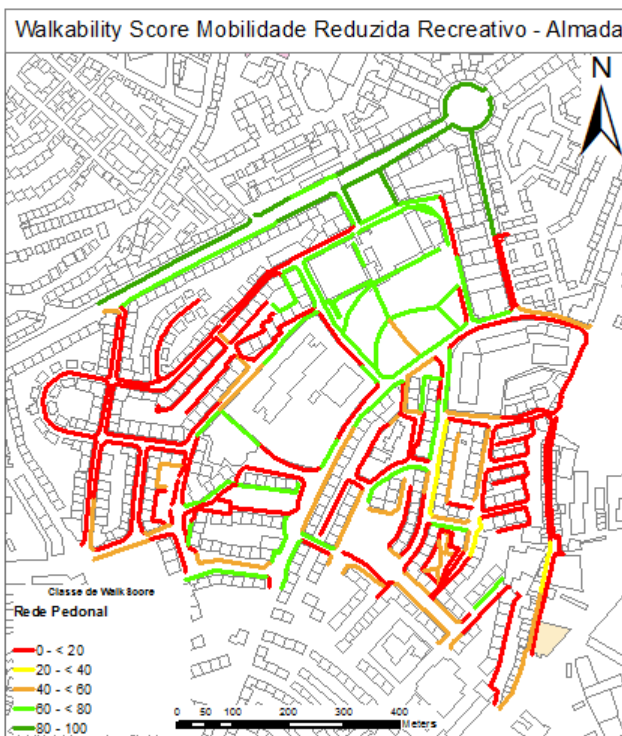 Walkability Score Mobilidade Reduzida Recreativo - Almada
N
Classe de Walk Score
Rede Pedonal
0 - < 20
20 - < 40
40 - < 60
60 - < 80
80 - 100
0 50 100 200 300 400
Meters